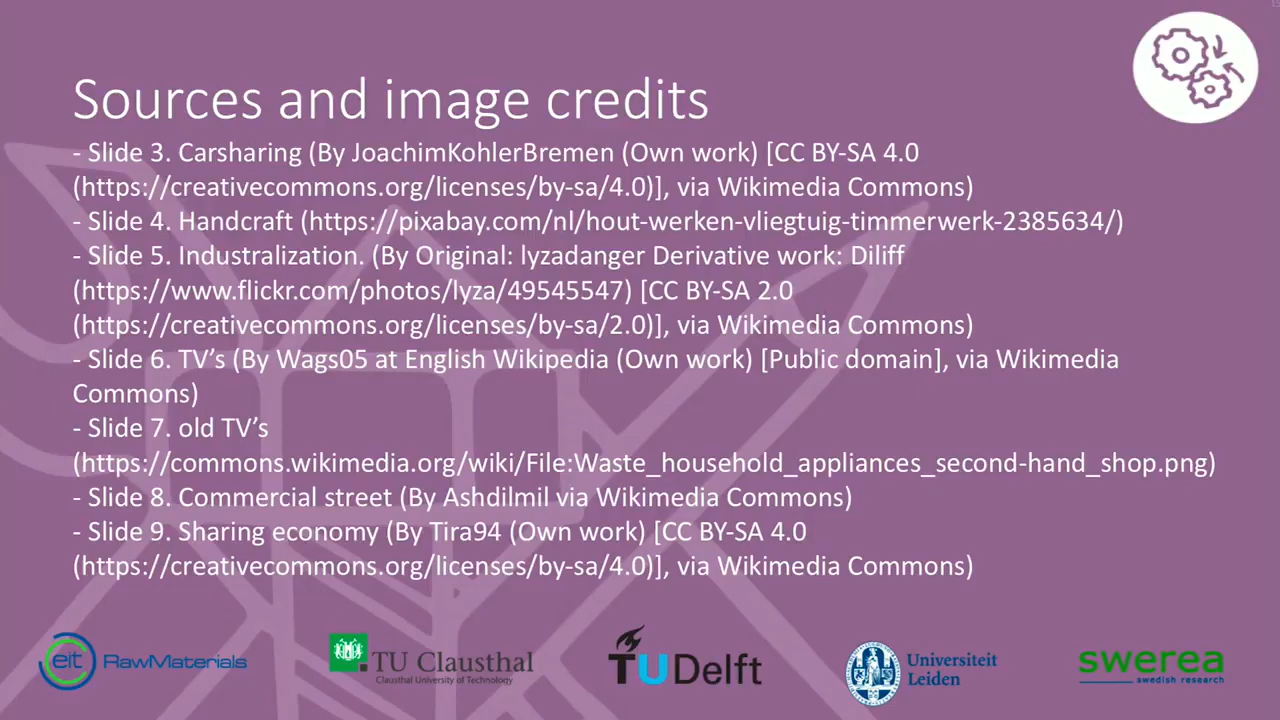 Sources and image credits
- Slide 3. Carsharing (By JoachimKohlerBremen (Own work) [CC BY-SA 4.0
(https://creativecommons.org/licenses/by-sa/4.0)], via Wikimedia Commons)
- Slide 4. Handcraft (https://pixabay.com/nl/hout-werken-vliegtuig-timmerwerk-2385634/)
- Slide 5. Industralization. (By Original: lyzadanger Derivative work: Diliff
(https://www.flickr.com/photos/lyza/49545547) [CC BY-SA 2.0
(https://creativecommons.org/licenses/by-sa/2.0)], via Wikimedia Commons)
- Slide 6. TV’s (By Wags05 at English Wikipedia (Own work) [Public domain], via Wikimedia
Commons)
- Slide 7. old TV’s
(https://commons.wikimedia.org/wiki/File:Waste_household_appliances_second-hand_shop.png)
- Slide 8. Commercial street (By Ashdilmil via Wikimedia Commons)
- Slide 9. Sharing economy (By Tira94 (Own work) [CC BY-SA 4.0
(https://creativecommons.org/licenses/by-sa/4.0)], via Wikimedia Commons)
eit RawMaterials
TU Clausthal
Clausthal University of Technology
TU Delft
Universiteit
Leiden
swerea
swedish research